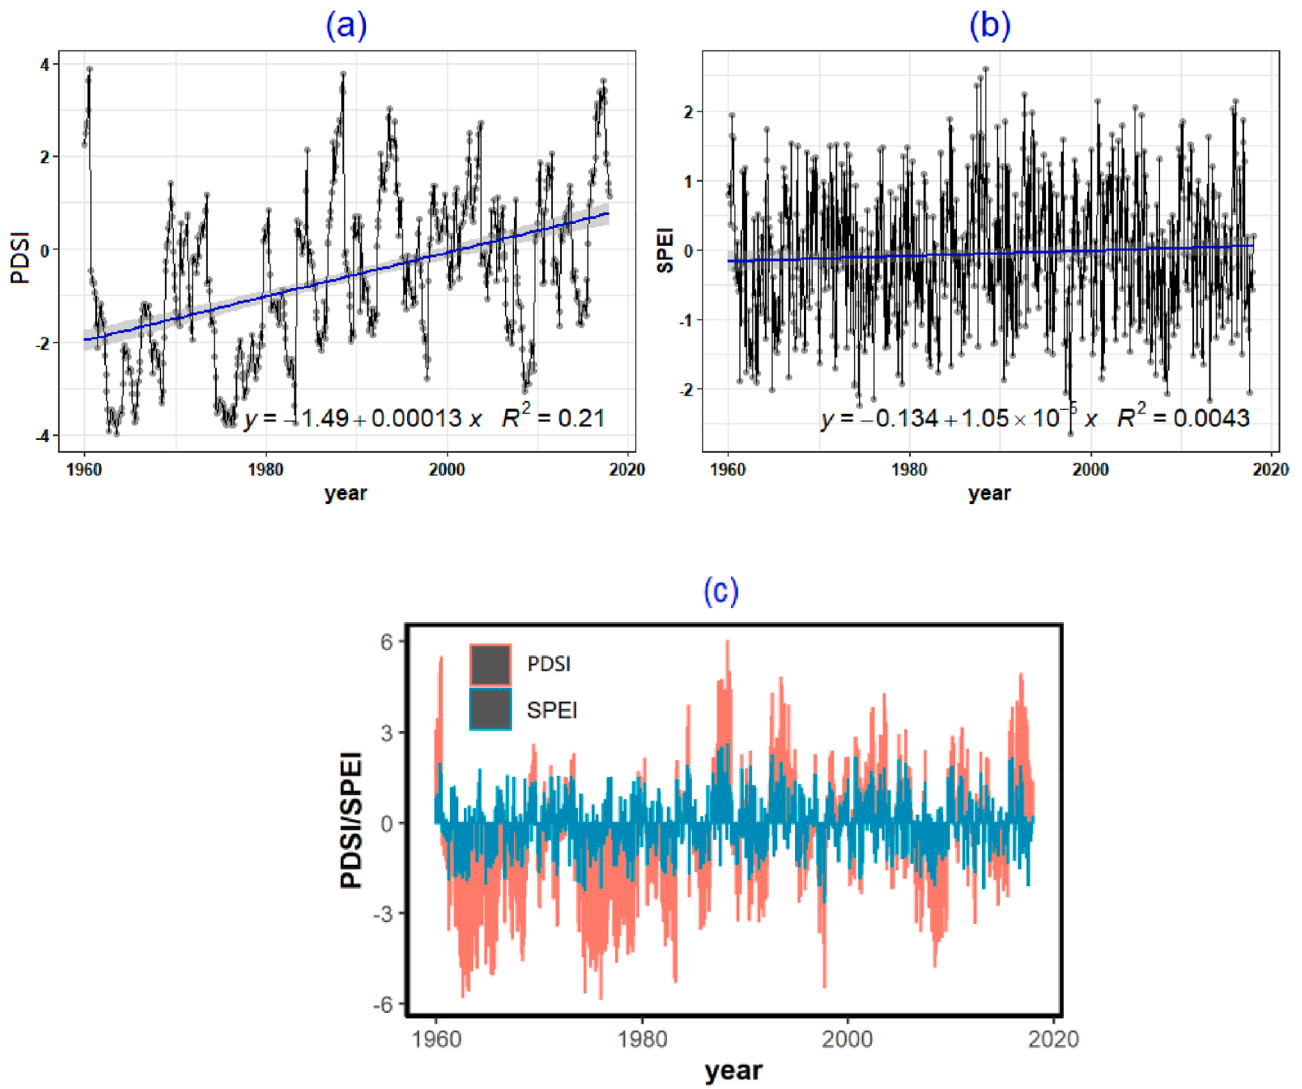 (a)
4
2
0
-2
-4
PDSI
y = −1.49 + 0.00013 x R² = 0.21
1960 1980 2000 2020
year
(b)
2
1
0
-1
-2
SPEI
y = −0.134 + 1.05 × 10⁻⁵ x R² = 0.0043
1960 1980 2000 2020
year
(c)
6
3
0
-3
-6
PDSI/SPEI
PDSI
SPEI
1960 1980 2000 2020
year